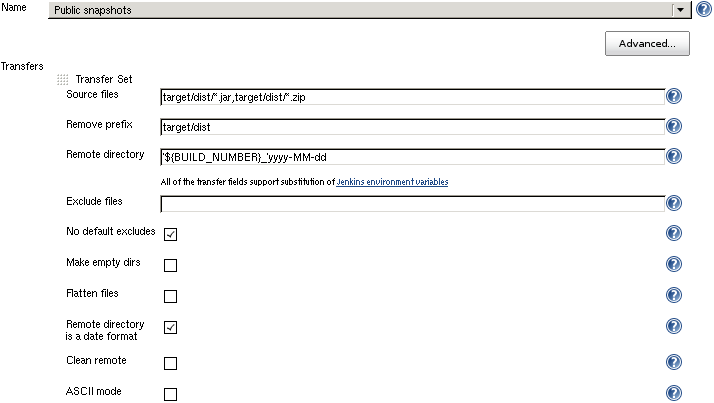 Name
Public snapshots
Advanced...
Transfers
Transfer Set
Source files
target/dist/*.jar,target/dist/*.zip
Remove prefix
target/dist
Remote directory
'${BUILD_NUMBER}_'yyyy-MM-dd
All of the transfer fields support substitution of Jenkins environment variables
Exclude files
No default excludes
Make empty dirs
Flatten files
Remote directory
is a date format
Clean remote
ASCII mode